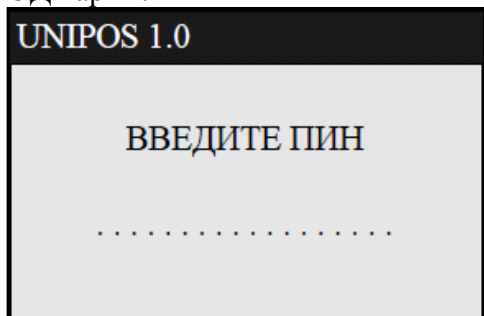 UNIPOS 1.0
ВВЕДИТЕ ПИН
. . . . . . . . . . . . . . . . . .